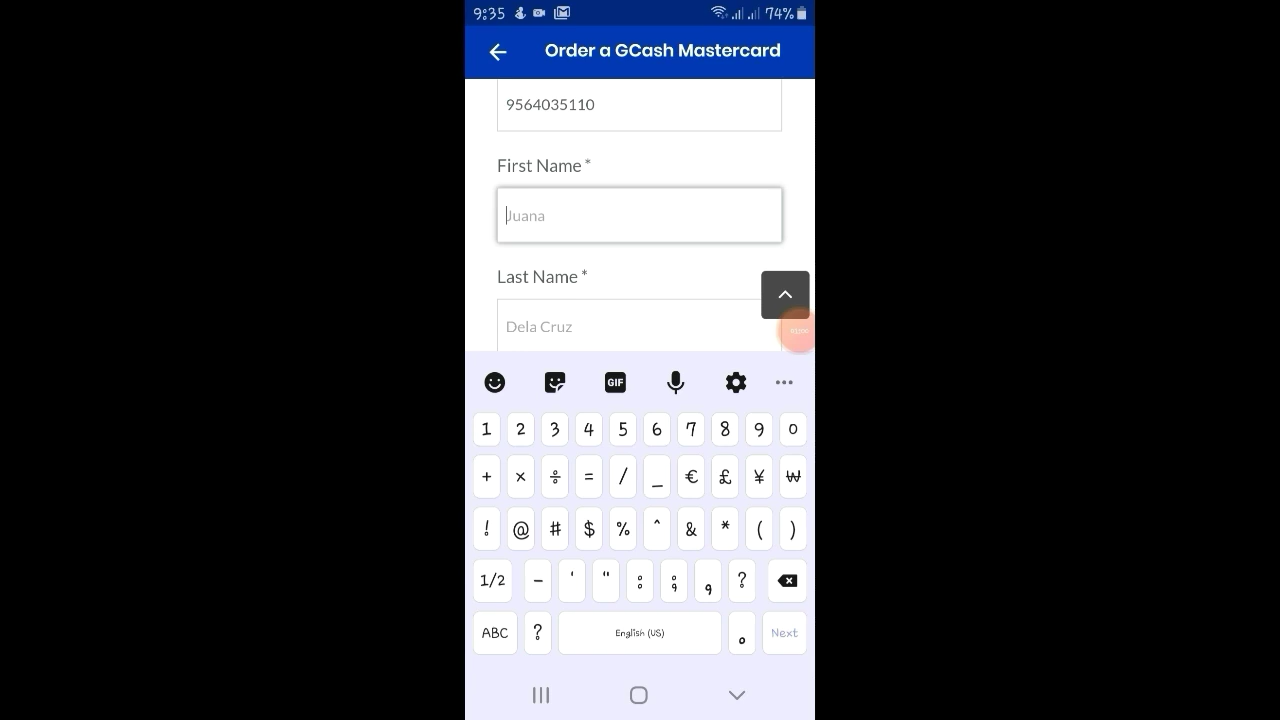 9:35 74%
Order a GCash Mastercard
9564035110
First Name *
Juana
Last Name *
Dela Cruz
GIF
1 2 3 4 5 6 7 8 9 0
+ × ÷ = / _ € £ ¥ ₩
! @ # $ % ^ & * ( )
1/2 - ' " : ; , ?
ABC ? English (US) . Next